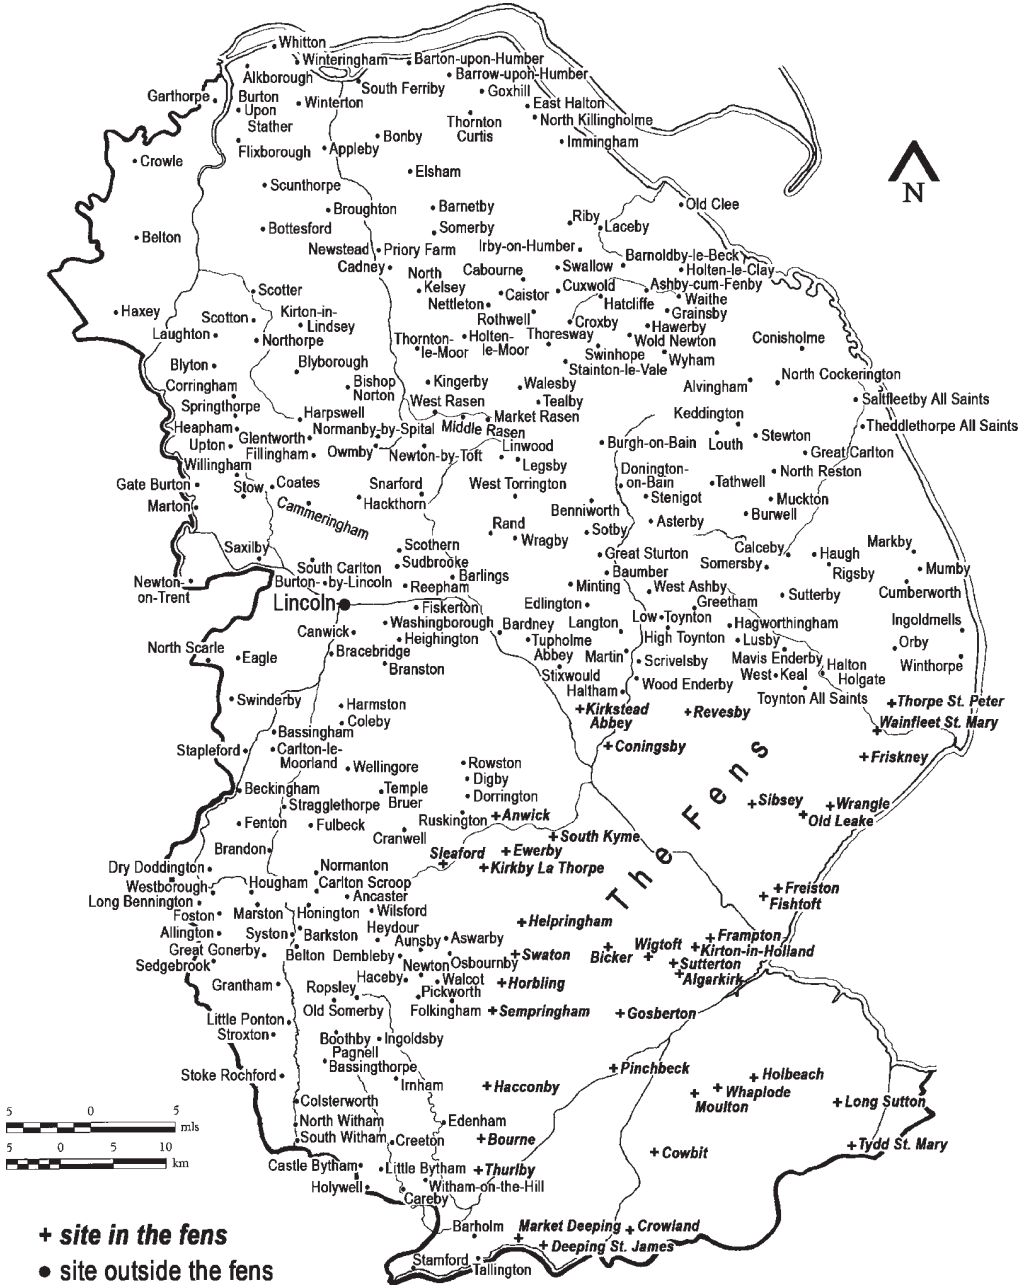 Whitton
Winteringham
Barton-upon-Humber
Alkborough
Barrow-upon-Humber
South Ferriby
Goxhill
Garthorpe
Burton
Upon
Stather
Winterton
East Halton
North Killingholme
Thornton
Curtis
Bonby
Immingham
Flixborough
Appleby
Crowle
Elsham
Scunthorpe
N
Broughton
Barnetby
Old Clee
Riby
Laceby
Bottesford
Somerby
Belton
Newstead
Priory Farm
Irby-on-Humber
Barnoldby-le-Beck
Cadney
North
Kelsey
Cabourne
Swallow
Holten-le-Clay
Cuxwold
Ashby-cum-Fenby
Scotter
Nettleton
Caistor
Hatcliffe
Waithe
Grainsby
Haxey
Scotton
Kirton-in-
Lindsey
Rothwell
Croxby
Hawerby
Laughton
Northorpe
Thornton-
le-Moor
Holten-
le-Moor
Thoresway
Wold Newton
Conisholme
Swinhope
Wyham
Stainton-le-Vale
Blyton
Blyborough
Corringham
Bishop
Norton
Kingerby
Walesby
Alvingham
North Cockerington
Springthorpe
West Rasen
Tealby
Saltfleetby All Saints
Harpswell
Market Rasen
Keddington
Heapham
Normanby-by-Spital
Middle Rasen
Theddlethorpe All Saints
Upton
Glentworth
Linwood
Burgh-on-Bain
Louth
Stewton
Fillingham
Owmby
Newton-by-Toft
Legsby
Great Carlton
Willingham
Donington-
on-Bain
North Reston
Gate Burton
Stow
Coates
Snarford
West Torrington
Tathwell
Stenigot
Muckton
Marton
Cammeringham
Hackthorn
Benniworth
Burwell
Rand
Wragby
Sotby
Asterby
Saxilby
Scothern
Great Sturton
Calceby
Haugh
Markby
South Carlton
Sudbrooke
Baumber
Somersby
Rigsby
Mumby
Newton-
on-Trent
Burton-
by-Lincoln
Reepham
Barlings
Minting
West Ashby
Sutterby
Cumberworth
Lincoln
Fiskerton
Edlington
Greetham
Low Toynton
Washingborough
Bardney
Langton
Hagworthingham
Ingoldmells
Canwick
Heighington
Tupholme
Abbey
High Toynton
Lusby
Orby
North Scarle
Bracebridge
Martin
Mavis Enderby
Halton
Holgate
Winthorpe
Eagle
Branston
Scrivelsby
Stixwould
West Keal
Haltham
Wood Enderby
Toynton All Saints
Swinderby
Harmston
Kirkstead
Abbey
Revesby
Thorpe St. Peter
Coleby
Wainfleet St. Mary
Bassingham
Coningsby
Stapleford
Carlton-le-
Moorland
Friskney
Wellingore
Rowston
Digby
Beckingham
Temple
Bruer
Dorrington
The Fens
Sibsey
Wrangle
Stragglethorpe
Ruskington
Anwick
Old Leake
Fenton
Fulbeck
Cranwell
South Kyme
Brandon
Sleaford
Ewerby
Dry Doddington
Normanton
Kirkby La Thorpe
Westborough
Hougham
Carlton Scroop
Freiston
Long Bennington
Ancaster
Fishtoft
Foston
Marston
Honington
Wilsford
Helpringham
Allington
Syston
Barkston
Heydour
Aunsby
Aswarby
Frampton
Great Gonerby
Belton
Dembleby
Swaton
Bicker
Wigtoft
Kirton-in-Holland
Sedgebrook
Newton
Osbournby
Sutterton
Haceby
Walcot
Algarkirk
Grantham
Ropsley
Pickworth
Horbling
Old Somerby
Folkingham
Sempringham
Gosberton
Little Ponton
Stroxton
Boothby
Pagnell
Ingoldsby
Bassingthorpe
Pinchbeck
Stoke Rochford
Irnham
Hacconby
Holbeach
Whaplode
Moulton
Long Sutton
Colsterworth
5 0 5
mls
North Witham
Edenham
South Witham
Creeton
Bourne
Tydd St. Mary
5 0 5 10
km
Cowbit
Castle Bytham
Little Bytham
Thurlby
Holywell
Witham-on-the-Hill
Careby
Barholm
Market Deeping
Crowland
+ site in the fens
Deeping St. James
Stamford
Tallington
● site outside the fens